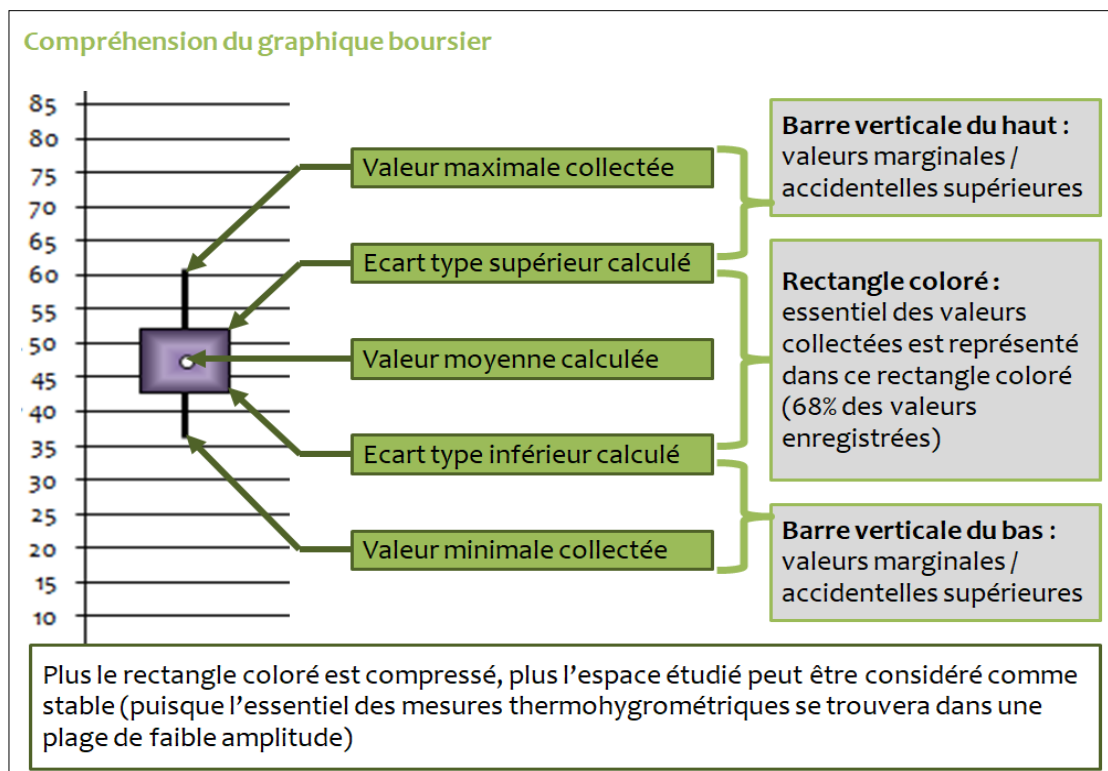 Compréhension du graphique boursier
85
80
75
70
65
60
55
50
45
40
35
30
25
20
15
10
Valeur maximale collectée
Ecart type supérieur calculé
Valeur moyenne calculée
Ecart type inférieur calculé
Valeur minimale collectée
Barre verticale du haut :
valeurs marginales /
accidentelles supérieures
Rectangle coloré :
essentiel des valeurs
collectées est représenté
dans ce rectangle coloré
(68% des valeurs
enregistrées)
Barre verticale du bas :
valeurs marginales /
accidentelles supérieures
Plus le rectangle coloré est compressé, plus l’espace étudié peut être considéré comme
stable (puisque l’essentiel des mesures thermohygrométriques se trouvera dans une
plage de faible amplitude)